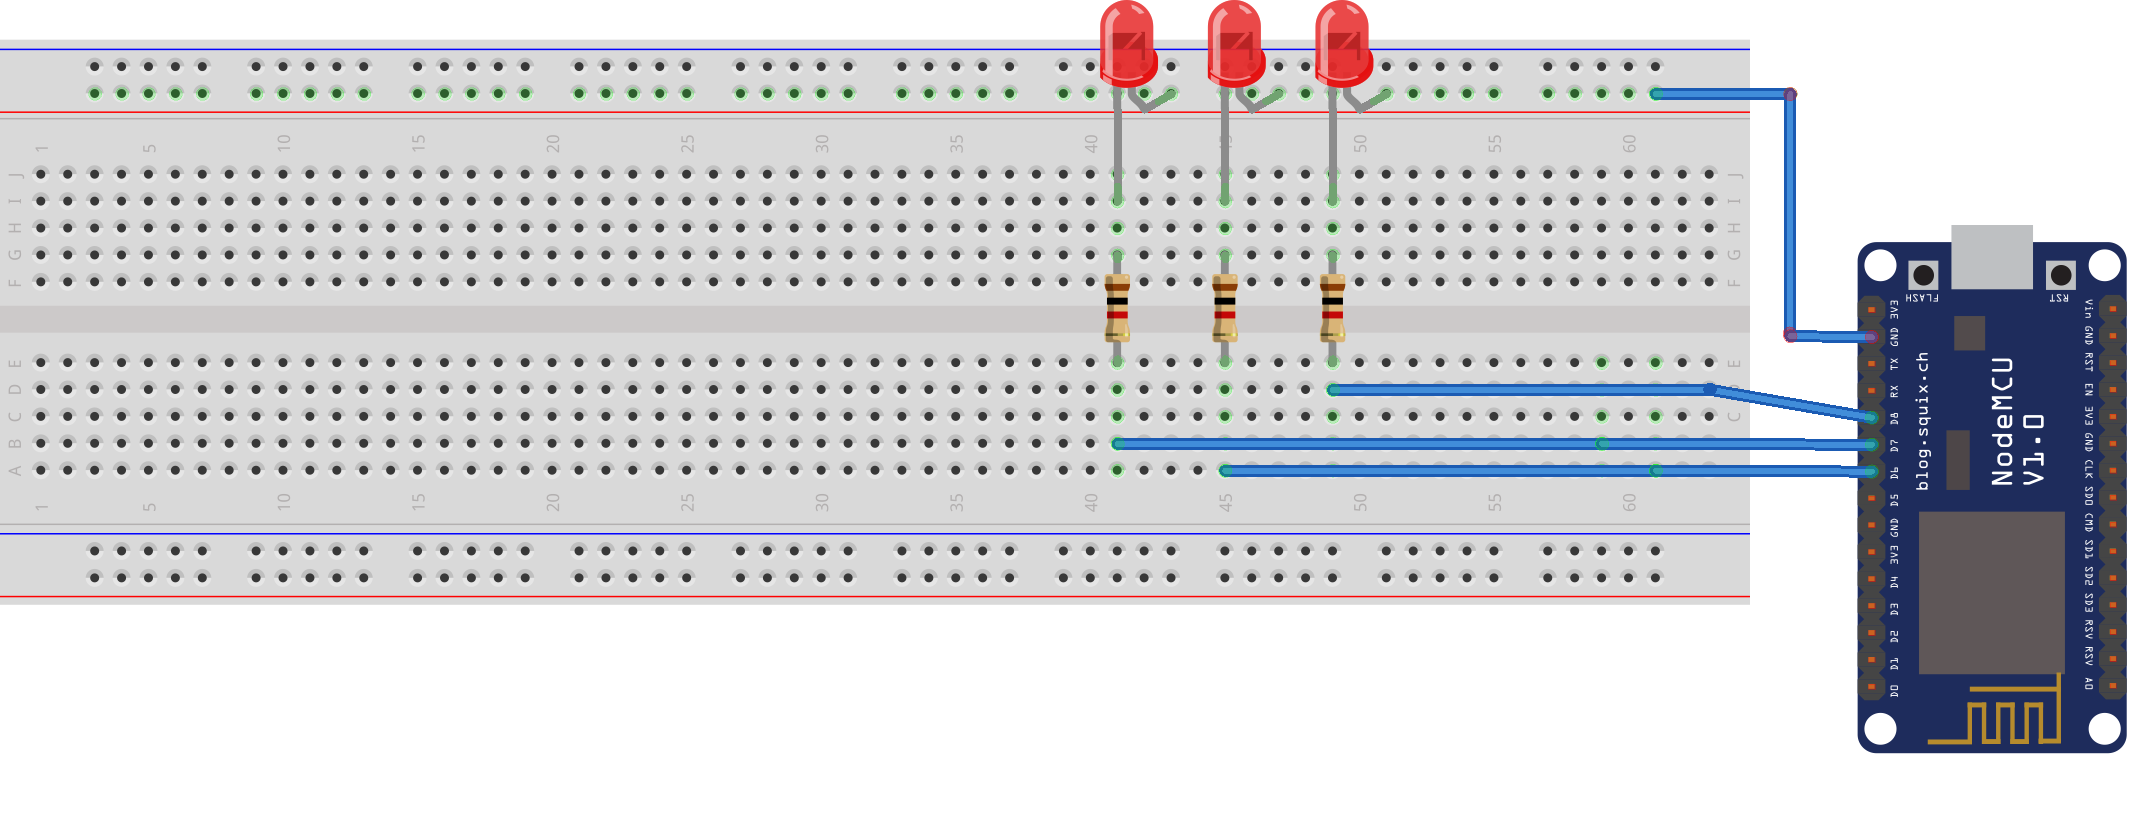 1 5 10 15 20 25 30 35 40 45 50 55 60
J J
I I
H H
G G
F F
E E
D
C C
B
A
1 5 10 15 20 25 30 35 40 45 50 55 60
FLASH
RST
3V3
GND
TX
RX
D8
D7
D6
D5
GND
3V3
D4
D3
D2
D1
D0
blog.squix.ch
NodeMCU
V1.0
Vin
GND
RST
EN
3V3
GND
CLK
SD0
CMD
SD1
SD2
SD3
RSV
RSV
A0